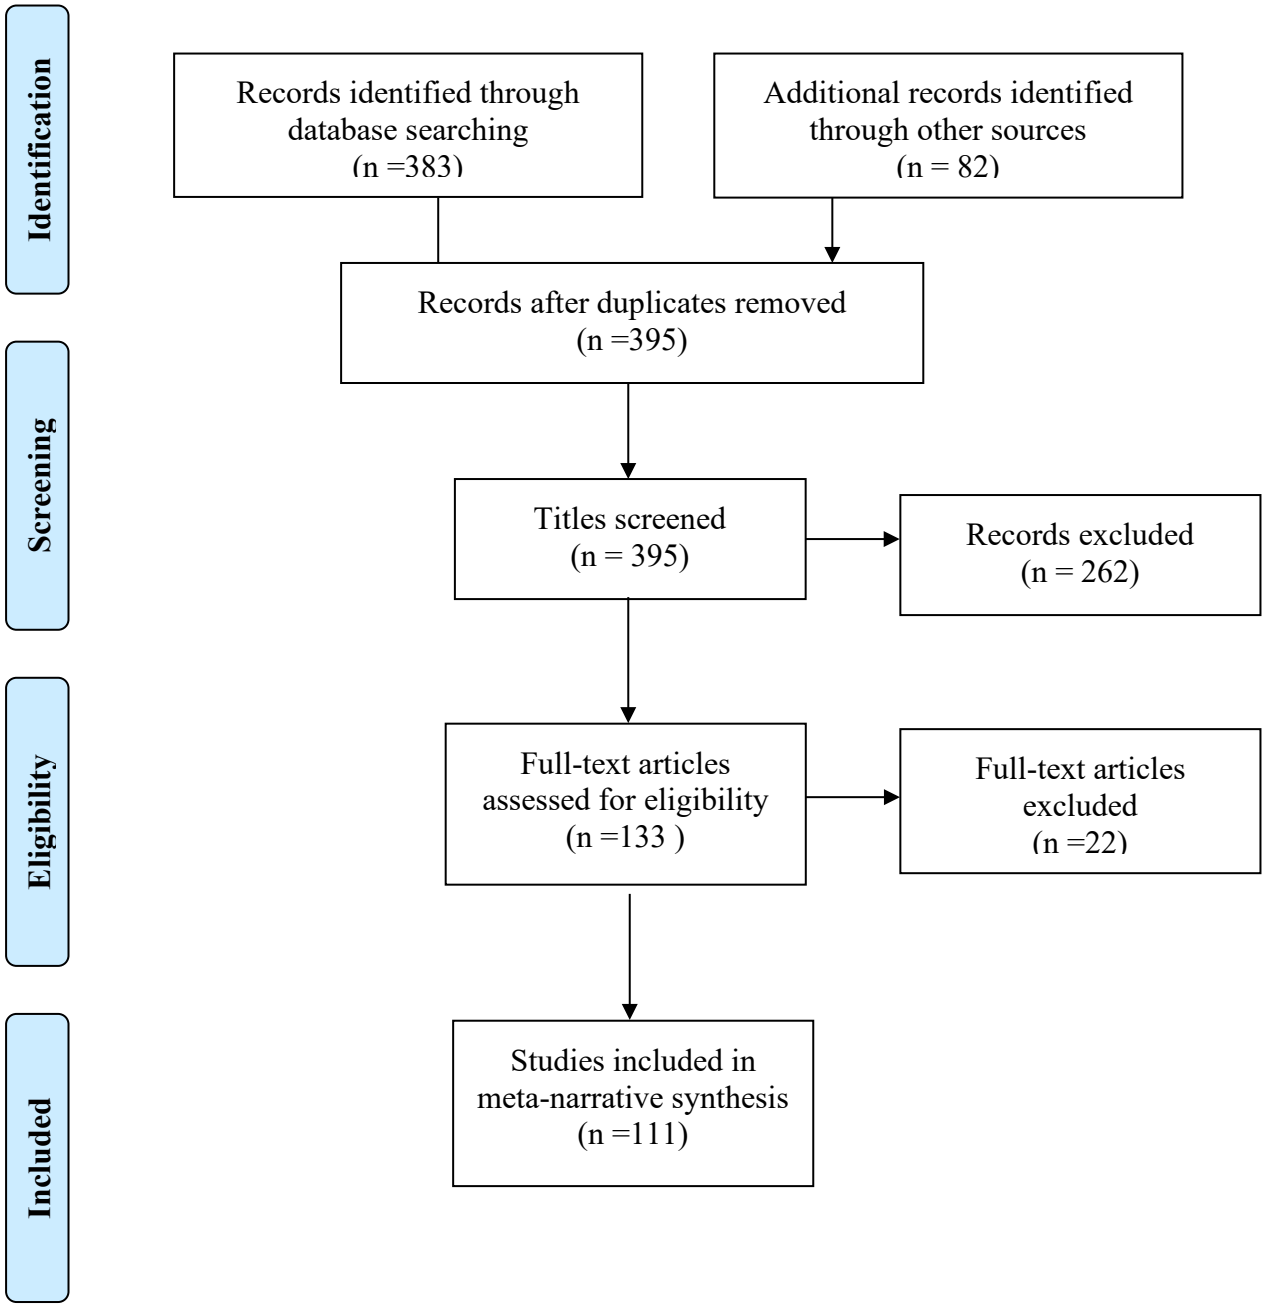 Identification
Records identified through
database searching
(n =383)
Additional records identified
through other sources
(n = 82)
Records after duplicates removed
(n =395)
Screening
Titles screened
(n = 395)
Records excluded
(n = 262)
Eligibility
Full-text articles
assessed for eligibility
(n =133 )
Full-text articles
excluded
(n =22)
Included
Studies included in
meta-narrative synthesis
(n =111)